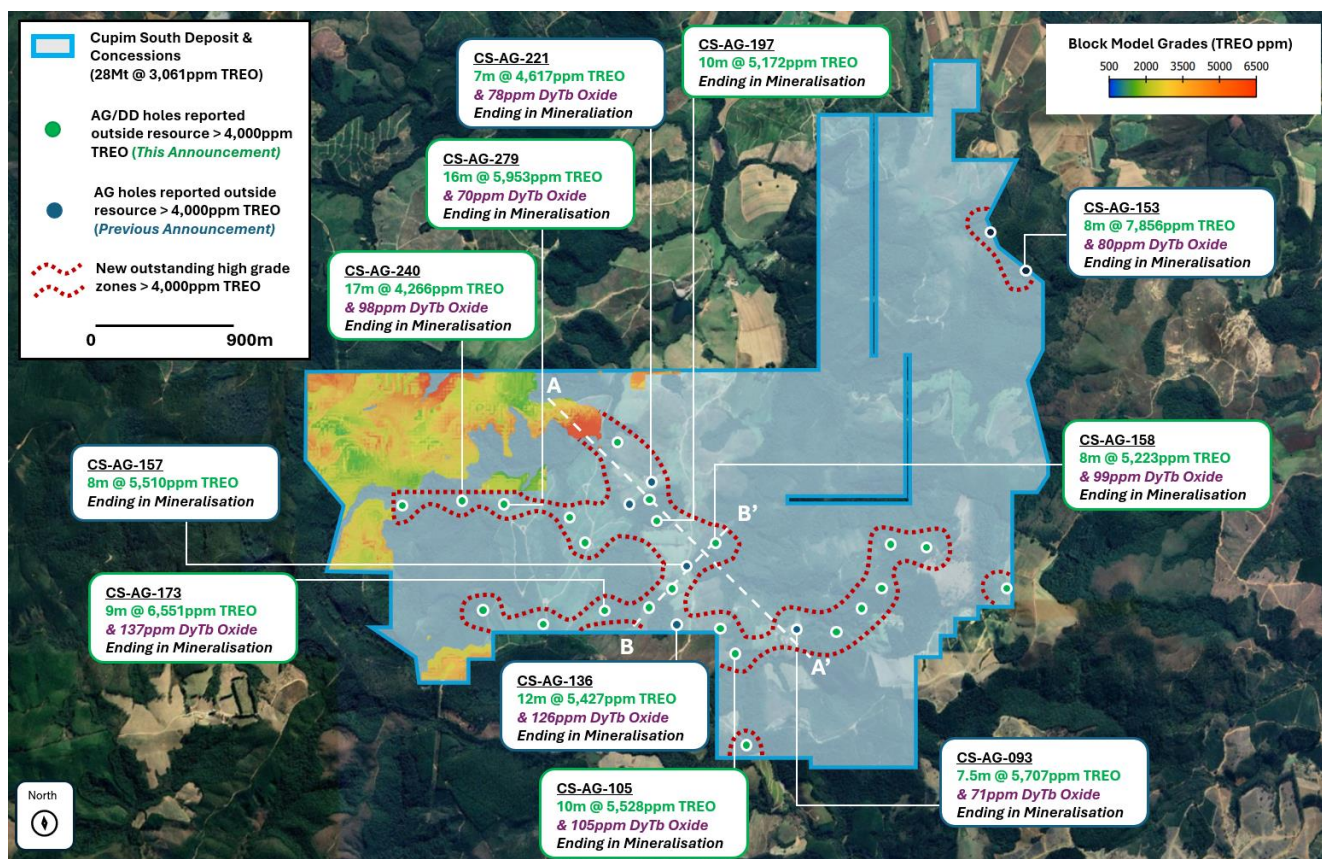 Cupim South Deposit &
Concessions
(28Mt @ 3,061ppm TREO)
AG/DD holes reported
outside resource > 4,000ppm
TREO (This Announcement)
AG holes reported outside
resource > 4,000ppm TREO
(Previous Announcement)
New outstanding high grade
zones > 4,000ppm TREO
0 900m
CS-AG-221
7m @ 4,617ppm TREO
& 78ppm DyTb Oxide
Ending in Mineraliation
CS-AG-197
10m @ 5,172ppm TREO
Ending in Mineralisation
Block Model Grades (TREO ppm)
500 2000 3500 5000 6500
CS-AG-279
16m @ 5,953ppm TREO
& 70ppm DyTb Oxide
Ending in Mineralisation
CS-AG-153
8m @ 7,856ppm TREO
& 80ppm DyTb Oxide
Ending in Mineralisation
CS-AG-240
17m @ 4,266ppm TREO
& 98ppm DyTb Oxide
Ending in Mineralisation
A
CS-AG-157
8m @ 5,510ppm TREO
Ending in Mineralisation
CS-AG-158
8m @ 5,223ppm TREO
& 99ppm DyTb Oxide
Ending in Mineralisation
B’
CS-AG-173
9m @ 6,551ppm TREO
& 137ppm DyTb Oxide
Ending in Mineralisation
B
A’
CS-AG-136
12m @ 5,427ppm TREO
& 126ppm DyTb Oxide
Ending in Mineralisation
CS-AG-093
7.5m @ 5,707ppm TREO
& 71ppm DyTb Oxide
Ending in Mineralisation
CS-AG-105
10m @ 5,528ppm TREO
& 105ppm DyTb Oxide
Ending in Mineralisation
North